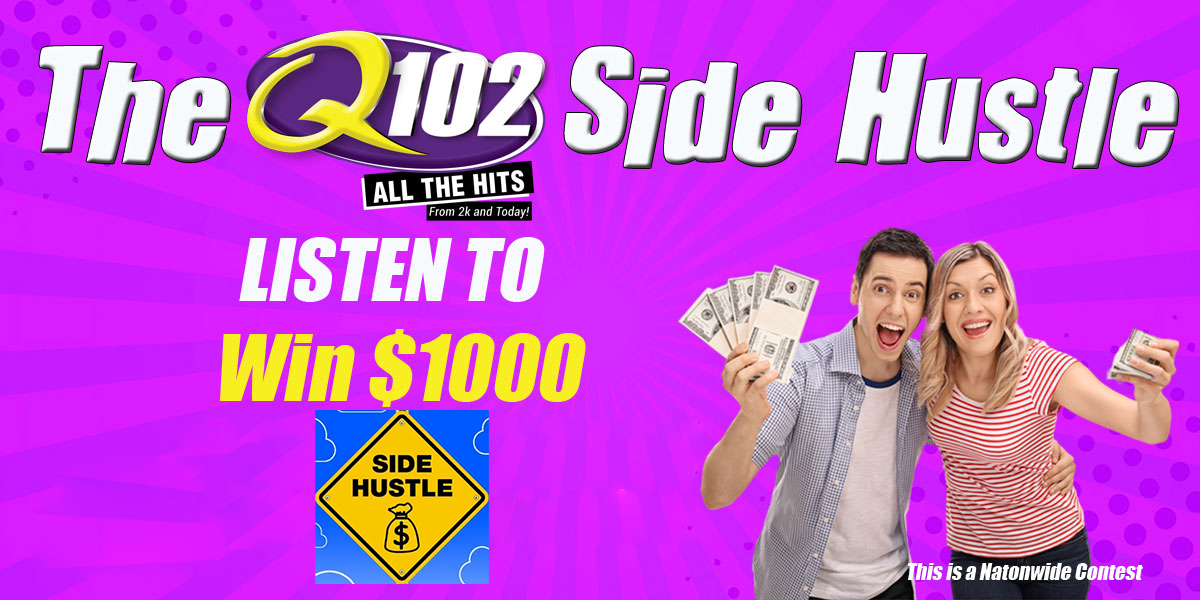 The Q102 Side Hustle
ALL THE HITS
From 2k and Today!
LISTEN TO
Win $1000
SIDE
HUSTLE
$
This is a Natonwide Contest